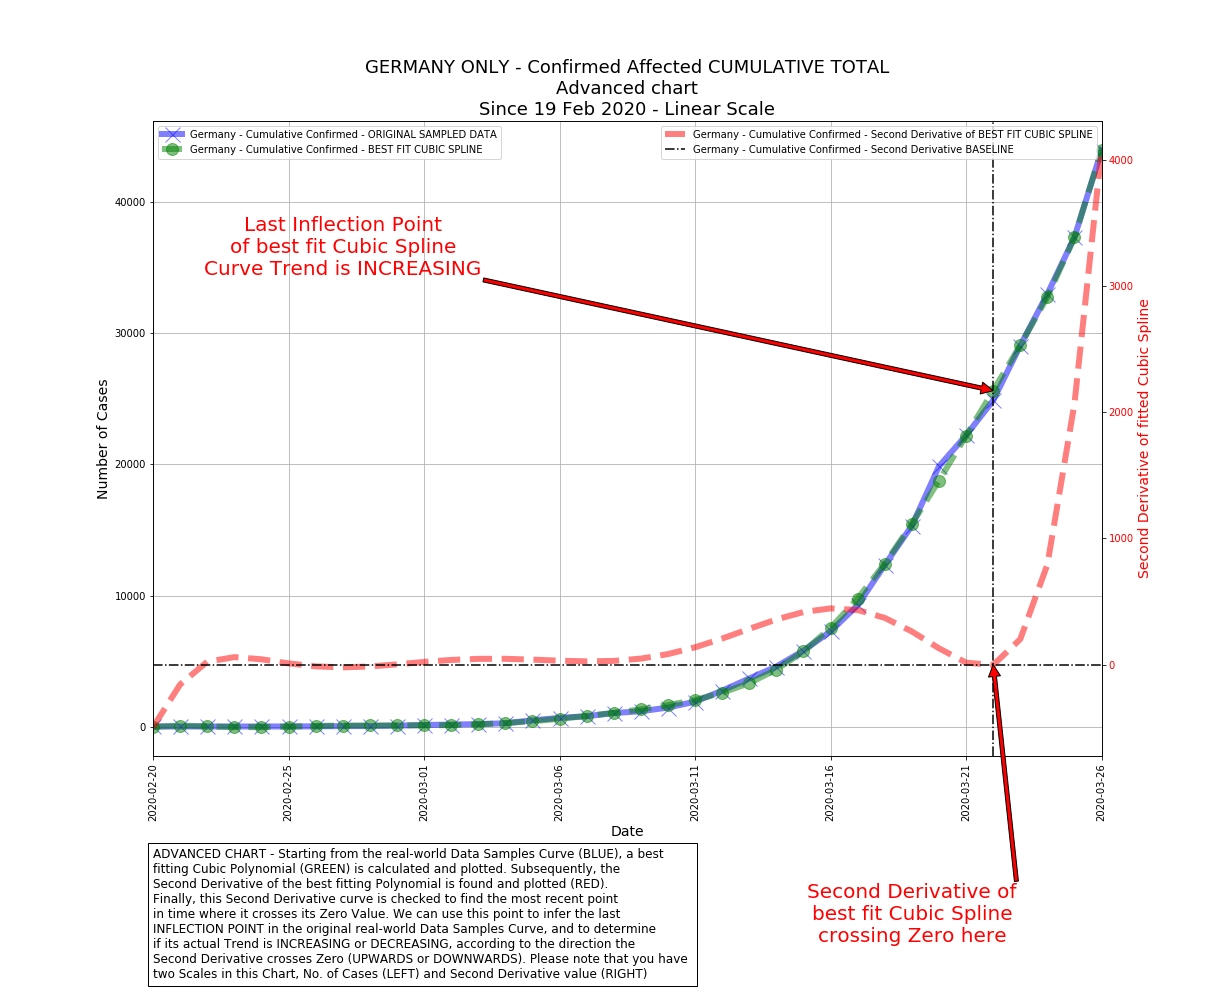 GERMANY ONLY - Confirmed Affected CUMULATIVE TOTAL
Advanced chart
Since 19 Feb 2020 - Linear Scale
Germany - Cumulative Confirmed - ORIGINAL SAMPLED DATA
Germany - Cumulative Confirmed - BEST FIT CUBIC SPLINE
Germany - Cumulative Confirmed - Second Derivative of BEST FIT CUBIC SPLINE
Germany - Cumulative Confirmed - Second Derivative BASELINE
Last Inflection Point
of best fit Cubic Spline
Curve Trend is INCREASING
Number of Cases
40000
30000
20000
10000
0
4000
3000
2000
1000
0
Second Derivative of fitted Cubic Spline
2020-02-20
2020-02-25
2020-03-01
2020-03-06
2020-03-11
2020-03-16
2020-03-21
2020-03-26
Date
ADVANCED CHART - Starting from the real-world Data Samples Curve (BLUE), a best
fitting Cubic Polynomial (GREEN) is calculated and plotted. Subsequently, the
Second Derivative of the best fitting Polynomial is found and plotted (RED).
Finally, this Second Derivative curve is checked to find the most recent point
in time where it crosses its Zero Value. We can use this point to infer the last
INFLECTION POINT in the original real-world Data Samples Curve, and to determine
if its actual Trend is INCREASING or DECREASING, according to the direction the
Second Derivative crosses Zero (UPWARDS or DOWNWARDS). Please note that you have
two Scales in this Chart, No. of Cases (LEFT) and Second Derivative value (RIGHT)
Second Derivative of
best fit Cubic Spline
crossing Zero here